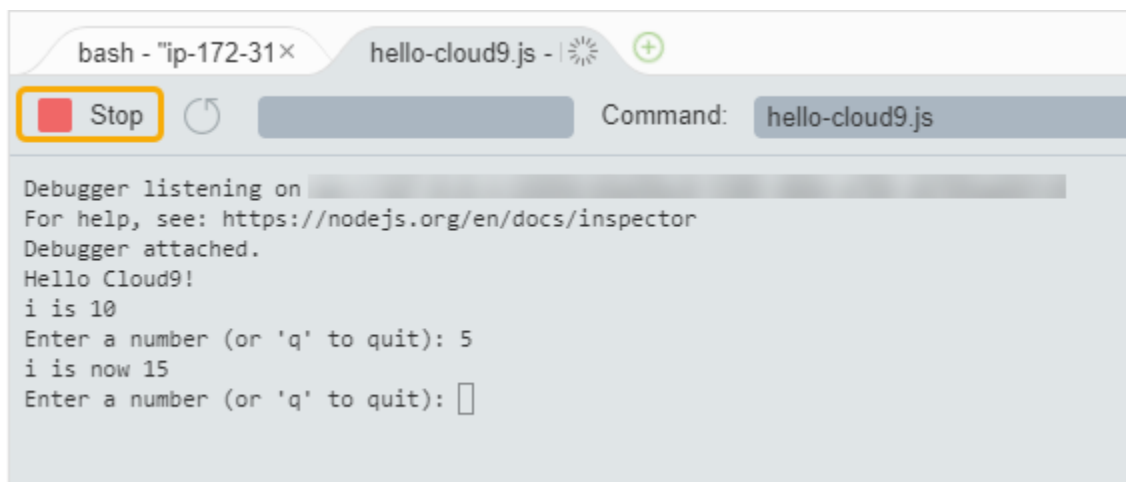 bash - "ip-172-31×
hello-cloud9.js -
Stop
Command:
hello-cloud9.js
Debugger listening on
For help, see: https://nodejs.org/en/docs/inspector
Debugger attached.
Hello Cloud9!
i is 10
Enter a number (or 'q' to quit): 5
i is now 15
Enter a number (or 'q' to quit):